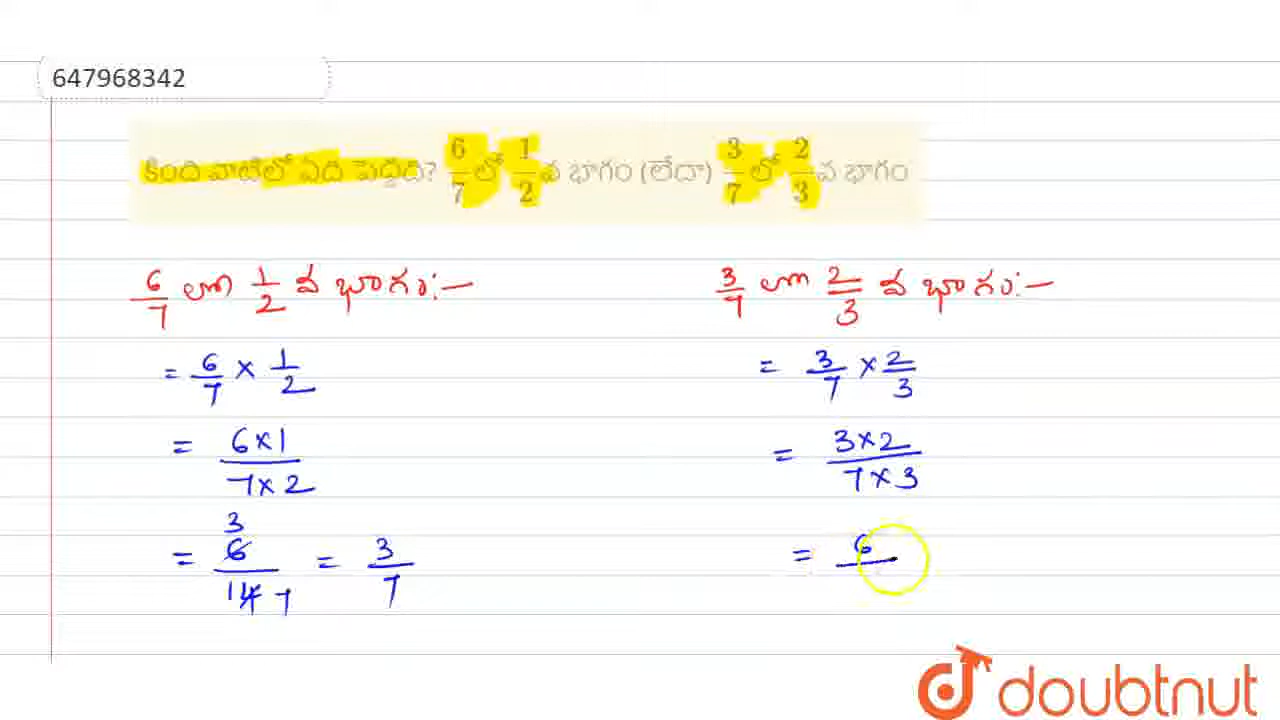 647968342
కింది వాటిలో ఏది పెద్దది? 6/7 లో 1/2 వ భాగం (లేదా) 3/7 లో 2/3 వ భాగం
6/7 లో 1/2 వ భాగం:- 3/7 లో 2/3 వ భాగం:-
= 6/7 × 1/2 = 3/7 × 2/3
= 6×1/7×2 = 3×2/7×3
= 3 6/14 7 = 3/7 = 6/
doubtnut